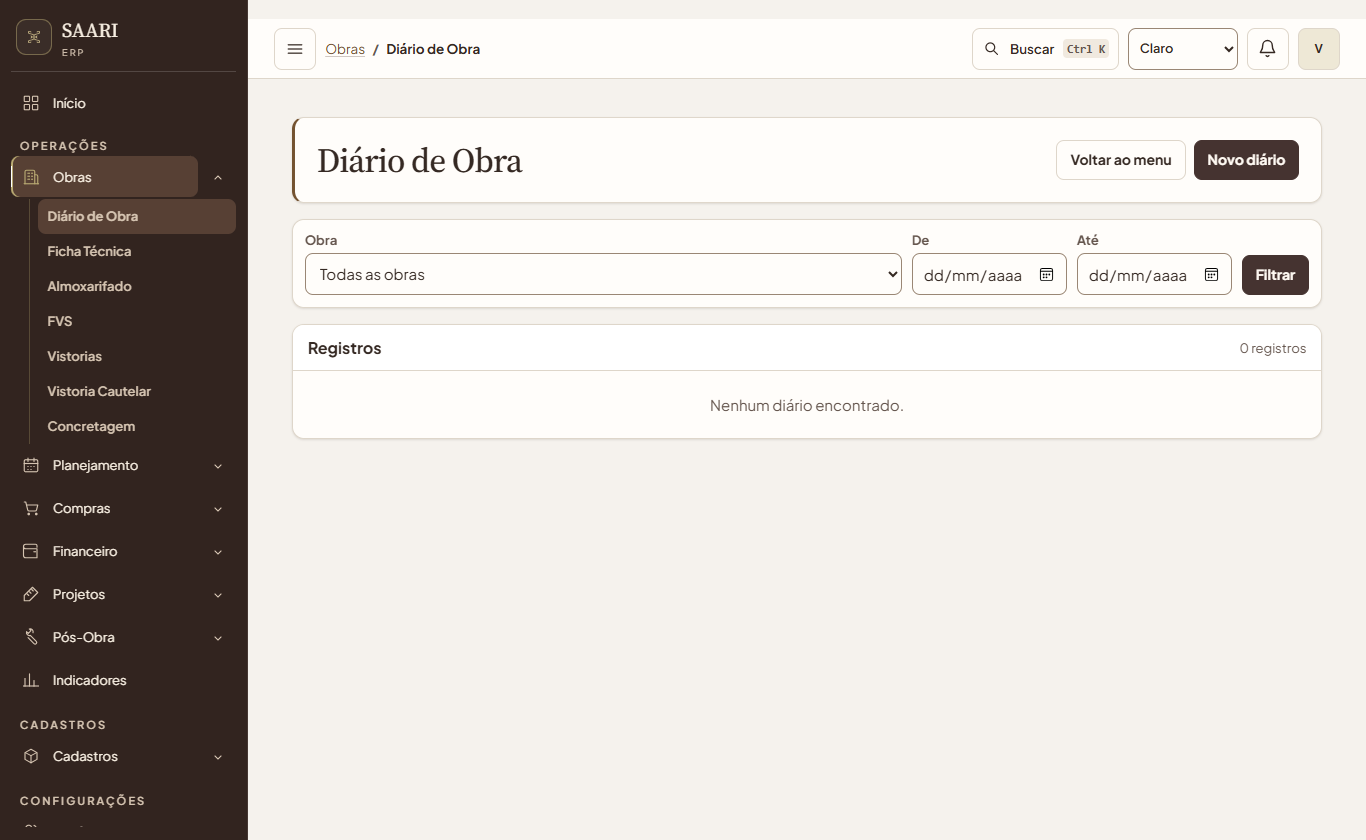 SAARI
ERP
Início
OPERAÇÕES
Obras
Diário de Obra
Ficha Técnica
Almoxarifado
FVS
Vistorias
Vistoria Cautelar
Concretagem
Planejamento
Compras
Financeiro
Projetos
Pós-Obra
Indicadores
CADASTROS
Cadastros
CONFIGURAÇÕES
Obras / Diário de Obra
Buscar Ctrl K
Claro
V
Diário de Obra
Voltar ao menu
Novo diário
Obra
De
Até
Todas as obras
dd/mm/aaaa
dd/mm/aaaa
Filtrar
Registros
0 registros
Nenhum diário encontrado.